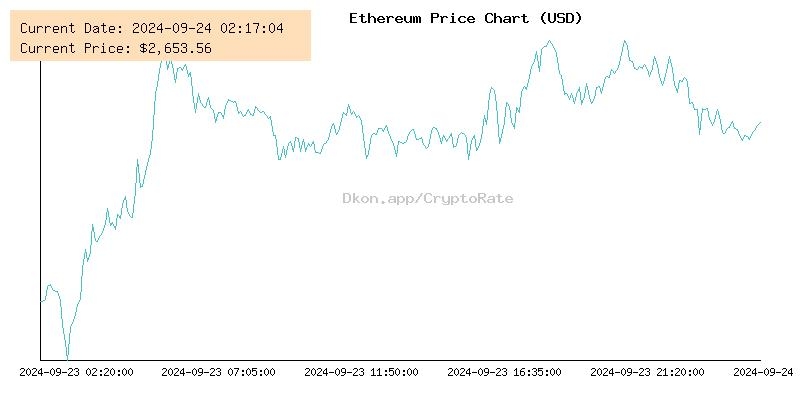 Ethereum Price Chart (USD)
Current Date: 2024-09-24 02:17:04
Current Price: $2,653.56
Dkon.app/CryptoRate
2024-09-23 02:20:00 2024-09-23 07:05:00 2024-09-23 11:50:00 2024-09-23 16:35:00 2024-09-23 21:20:00 2024-09-24